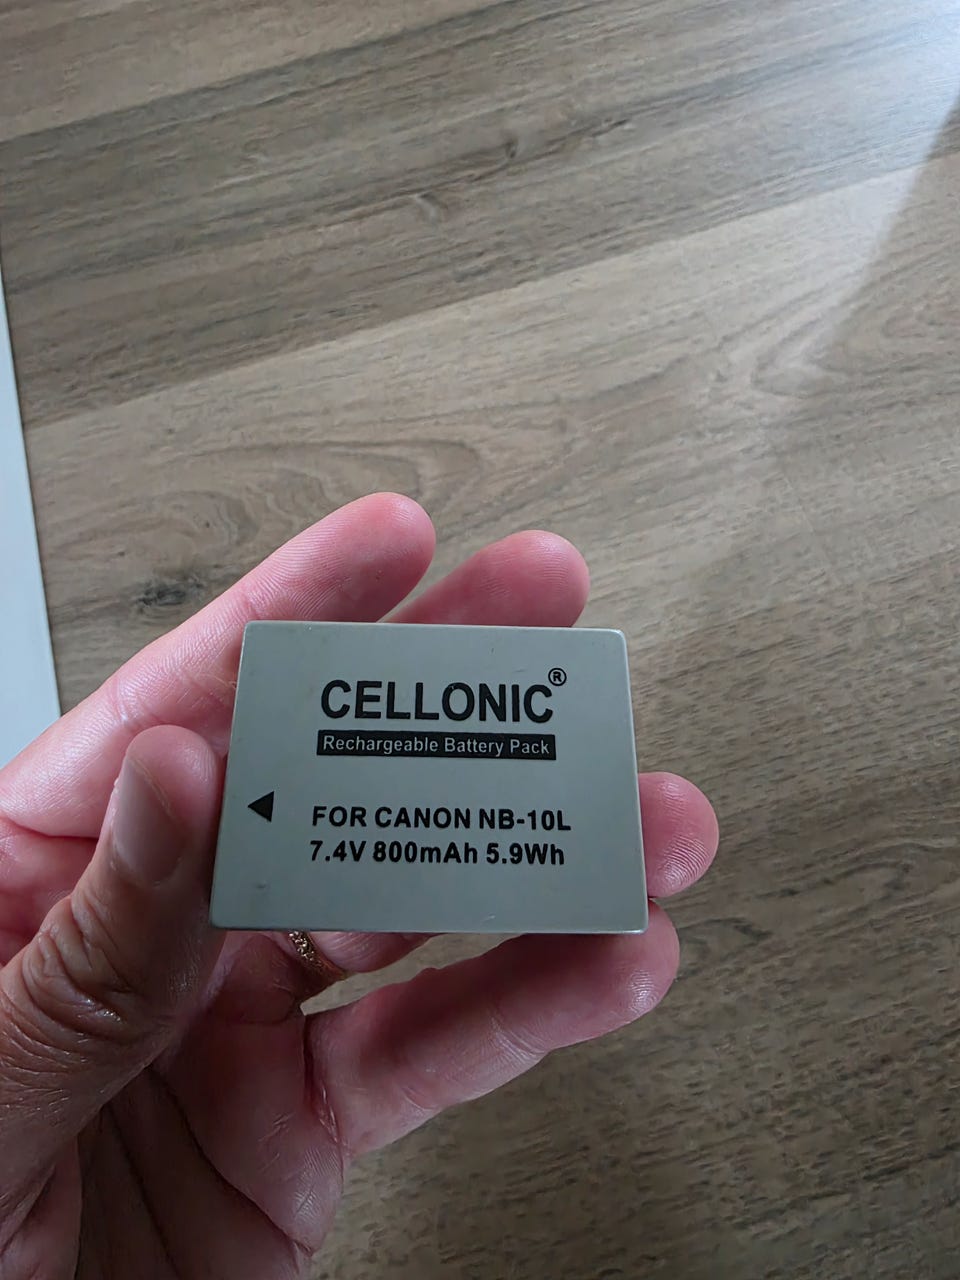 CELLONIC®
Rechargeable Battery Pack
FOR CANON NB-10L
7.4V 800mAh 5.9Wh